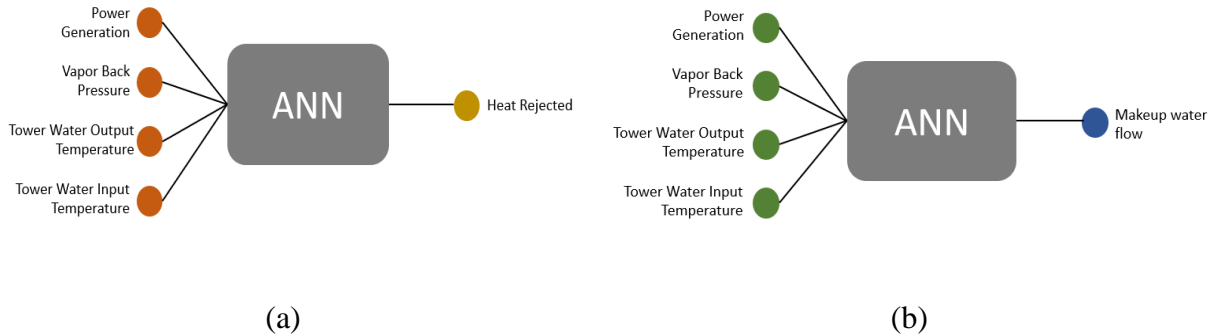 Power
Generation
Vapor Back
Pressure
Tower Water Output
Temperature
Tower Water Input
Temperature
ANN
Heat Rejected
(a)
Power
Generation
Vapor Back
Pressure
Tower Water Output
Temperature
Tower Water Input
Temperature
ANN
Makeup water
flow
(b)